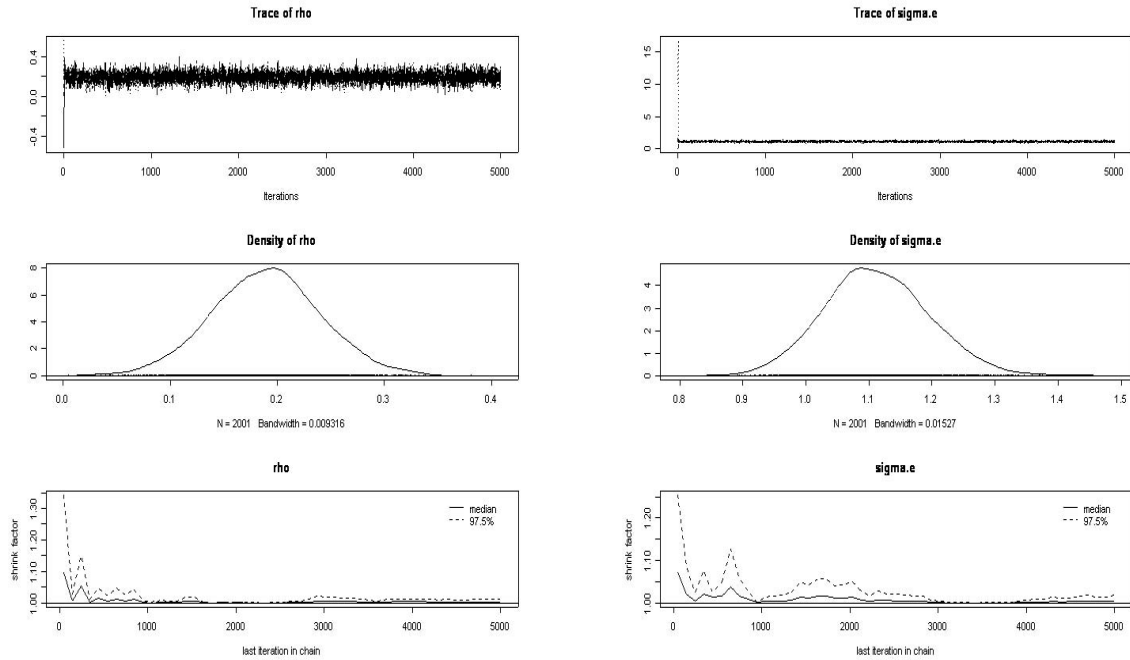 Trace of rho
0.4
0.0
-0.4
0 1000 2000 3000 4000 5000
Iterations
Trace of sigma.e
15
10
5
0
0 1000 2000 3000 4000 5000
Iterations
Density of rho
8
6
4
2
0
0.0 0.1 0.2 0.3 0.4
N = 2001 Bandwidth = 0.009316
Density of sigma.e
4
3
2
1
0
0.8 0.9 1.0 1.1 1.2 1.3 1.4 1.5
N = 2001 Bandwidth = 0.01527
rho
shrink factor
1.30
1.20
1.10
1.00
median
97.5%
0 1000 2000 3000 4000 5000
last iteration in chain
sigma.e
shrink factor
1.20
1.10
1.00
median
97.5%
0 1000 2000 3000 4000 5000
last iteration in chain